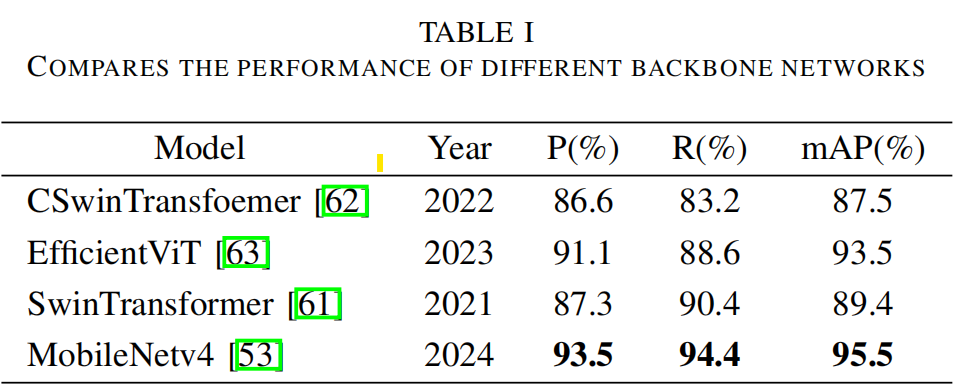 TABLE I
COMPARES THE PERFORMANCE OF DIFFERENT BACKBONE NETWORKS
Model Year P(%) R(%) mAP(%)
CSwinTransfoemer [62] 2022 86.6 83.2 87.5
EfficientViT [63] 2023 91.1 88.6 93.5
SwinTransformer [61] 2021 87.3 90.4 89.4
MobileNetv4 [53] 2024 93.5 94.4 95.5